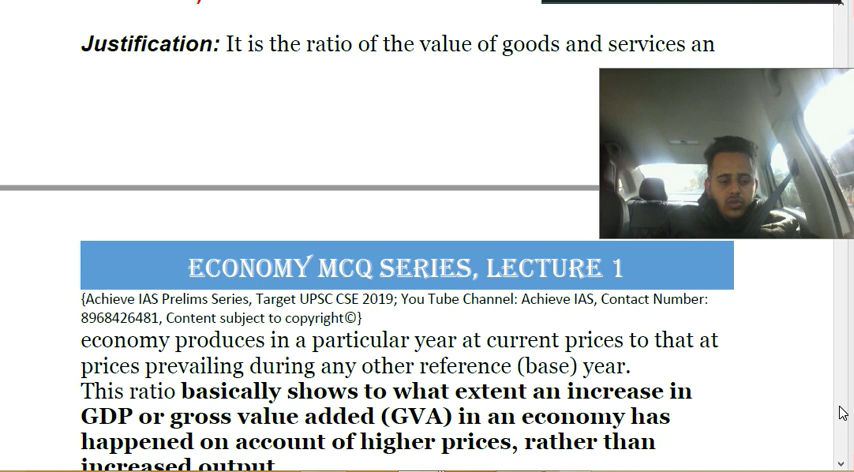 Justification: It is the ratio of the value of goods and services an
ECONOMY MCQ SERIES, LECTURE 1
{Achieve IAS Prelims Series, Target UPSC CSE 2019; You Tube Channel: Achieve IAS, Contact Number:
8968426481, Content subject to copyright©}
economy produces in a particular year at current prices to that at
prices prevailing during any other reference (base) year.
This ratio basically shows to what extent an increase in
GDP or gross value added (GVA) in an economy has
happened on account of higher prices, rather than
increased output